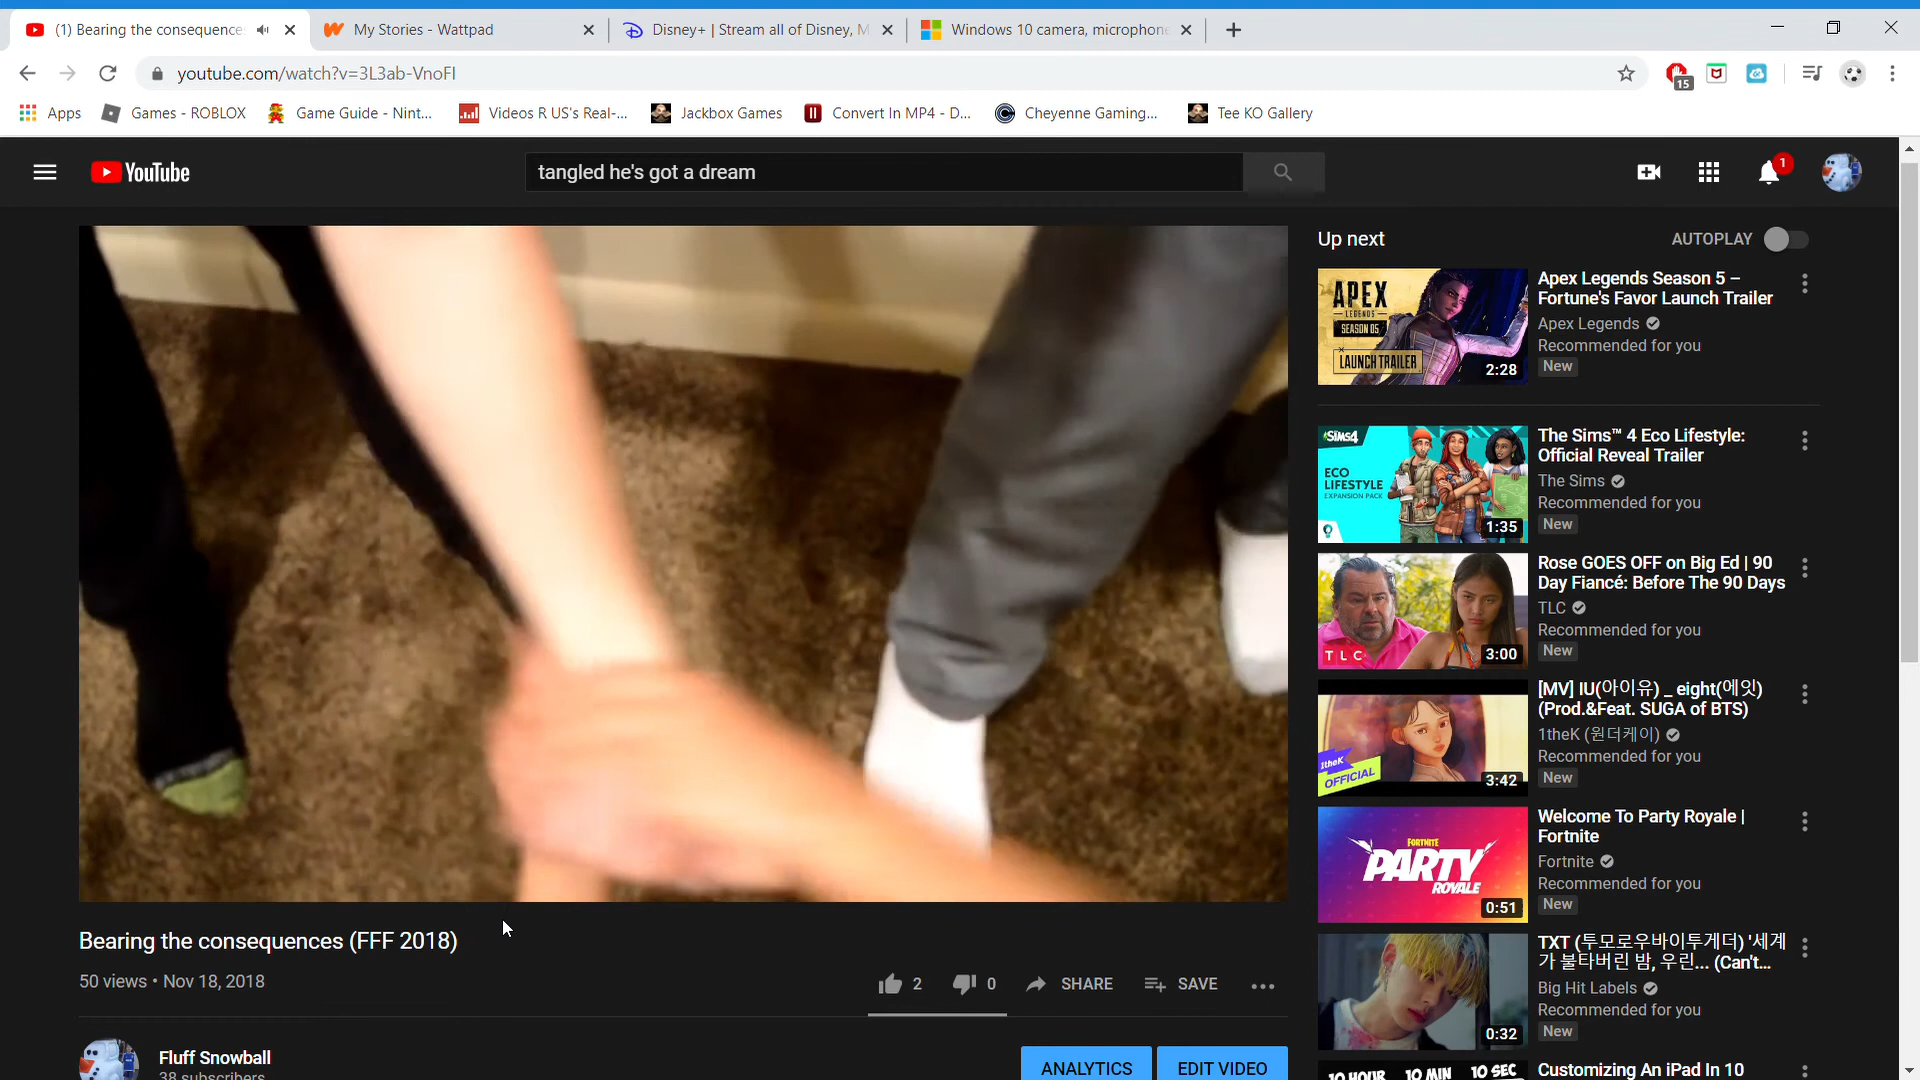 (1) Bearing the consequences
My Stories - Wattpad
Disney+ | Stream all of Disney, M
Windows 10 camera, microphone
youtube.com/watch?v=3L3ab-VnoFI
15
Apps
Games - ROBLOX
Game Guide - Nint...
Videos R US's Real-...
Jackbox Games
Convert In MP4 - D...
Cheyenne Gaming...
Tee KO Gallery
YouTube
tangled he's got a dream
1
Up next
AUTOPLAY
APEX
LEGENDS
SEASON 05
LAUNCH TRAILER
2:28
Apex Legends Season 5 –
Fortune's Favor Launch Trailer
Apex Legends
Recommended for you
New
SIMS4
ECO
LIFESTYLE
EXPANSION PACK
1:35
The Sims™ 4 Eco Lifestyle:
Official Reveal Trailer
The Sims
Recommended for you
New
TLC
3:00
Rose GOES OFF on Big Ed | 90
Day Fiancé: Before The 90 Days
TLC
Recommended for you
New
1theK
OFFICIAL
3:42
[MV] IU(아이유) _ eight(에잇)
(Prod.&Feat. SUGA of BTS)
1theK (원더케이)
Recommended for you
New
FORTNITE
PARTY
ROYALE
0:51
Welcome To Party Royale |
Fortnite
Fortnite
Recommended for you
New
0:32
TXT (투모로우바이투게더) '세계
가 불타버린 밤, 우린... (Can't...
Big Hit Labels
Recommended for you
New
10 HOUR 10 MIN 10 SEC
Customizing An iPad In 10
Bearing the consequences (FFF 2018)
50 views • Nov 18, 2018
2
0
SHARE
SAVE
Fluff Snowball
38 subscribers
ANALYTICS
EDIT VIDEO